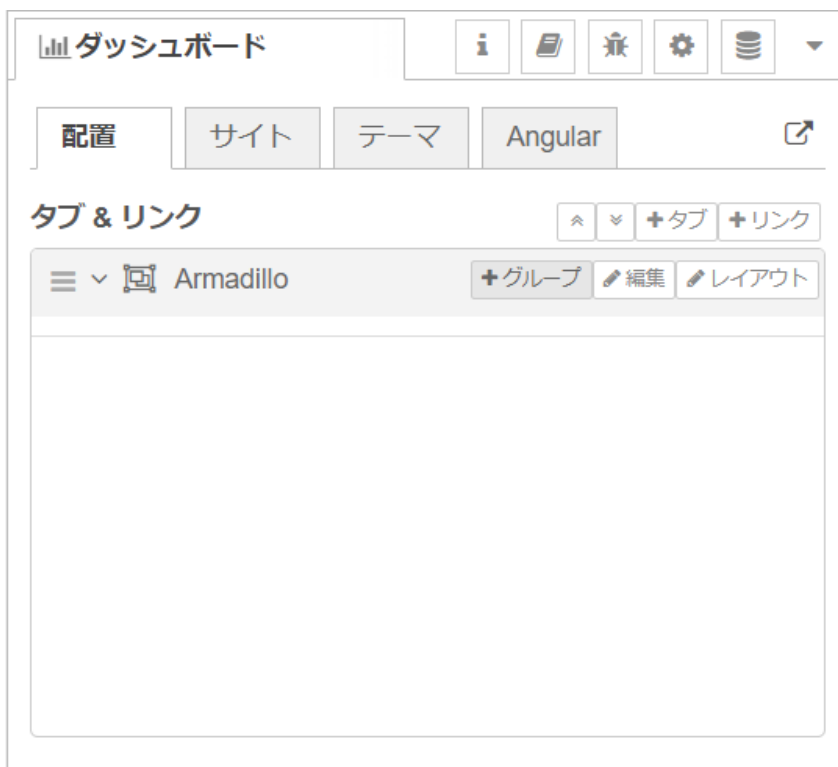 ダッシュボード
配置 サイト テーマ Angular
タブ & リンク +タブ +リンク
Armadillo +グループ 編集 レイアウト